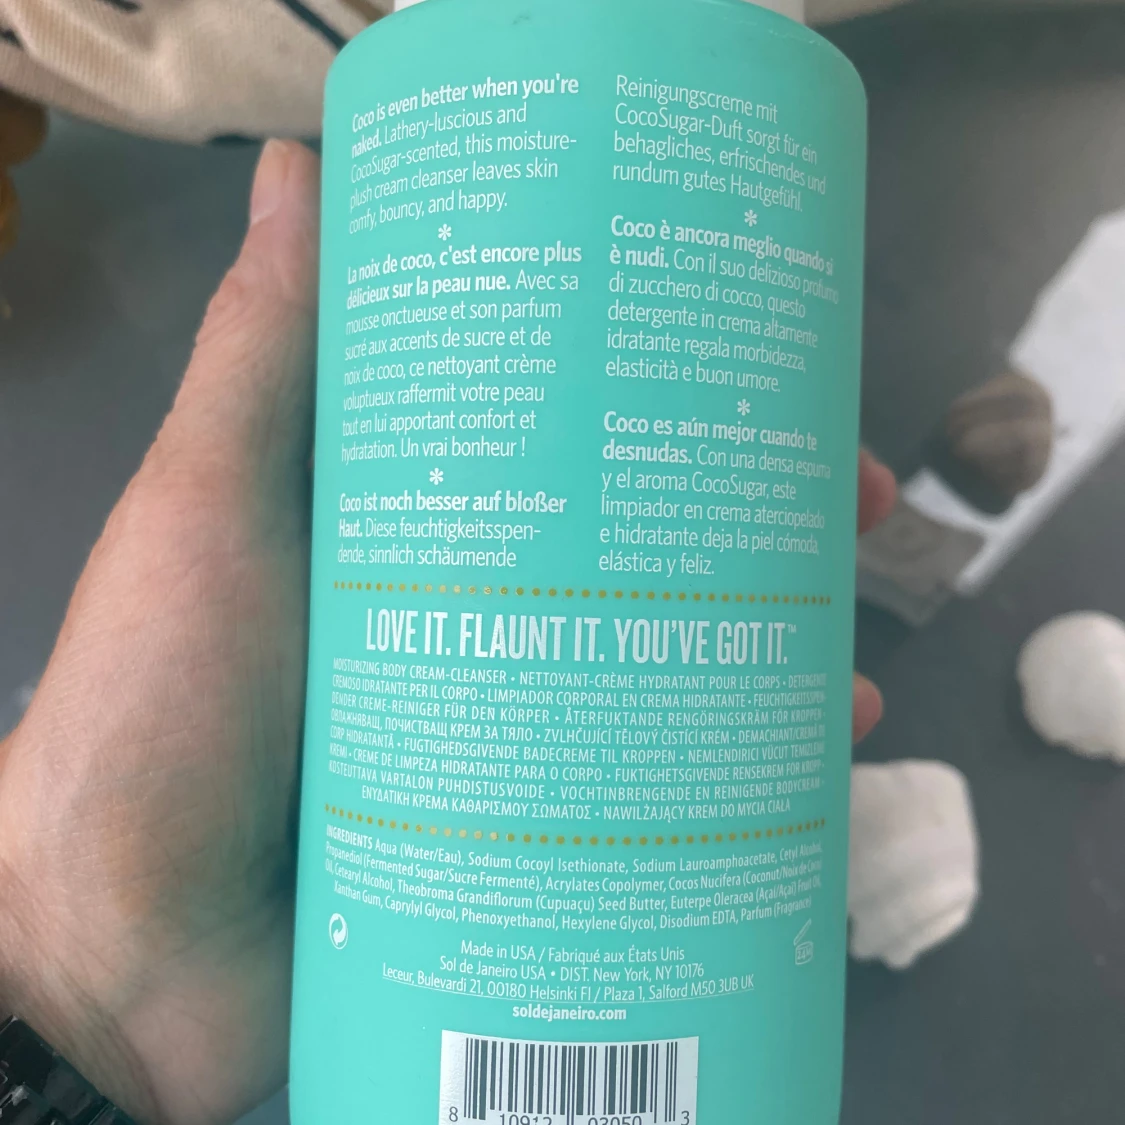 Coco is even better when you're
naked. Lathery-luscious and
CocoSugar-scented, this moisture-
plush cream cleanser leaves skin
comfy, bouncy, and happy.
*
La noix de coco, c'est encore plus
délicieux sur la peau nue. Avec sa
mousse onctueuse et son parfum
sucré aux accents de sucre et de
noix de coco, ce nettoyant crème
voluptueux raffermit votre peau
tout en lui apportant confort et
hydratation. Un vrai bonheur !
*
Coco ist noch besser auf bloßer
Haut. Diese feuchtigkeitsspen-
dende, sinnlich schäumende
Reinigungscreme mit
CocoSugar-Duft sorgt für ein
behagliches, erfrischendes und
rundum gutes Hautgefühl.
*
Coco è ancora meglio quando si
è nudi. Con il suo delizioso profumo
di zucchero di cocco, questo
detergente in crema altamente
idratante regala morbidezza,
elasticità e buon umore.
*
Coco es aún mejor cuando te
desnudas. Con una densa espuma
y el aroma CocoSugar, este
limpiador en crema aterciopelado
e hidratante deja la piel cómoda,
elástica y feliz.
LOVE IT. FLAUNT IT. YOU'VE GOT IT.™
MOISTURIZING BODY CREAM-CLEANSER • NETTOYANT-CRÈME HYDRATANT POUR LE CORPS • DETERGENTE
CREMOSO IDRATANTE PER IL CORPO • LIMPIADOR CORPORAL EN CREMA HIDRATANTE • FEUCHTIGKEITSSPEN-
DENDER CREME-REINIGER FÜR DEN KÖRPER • ÅTERFUKTANDE RENGÖRINGSKRÄM FÖR KROPPEN •
ОВЛАЖНЯВАЩ, ПОЧИСТВАЩ КРЕМ ЗА ТЯЛО • ZVLHČUJÍCÍ TĚLOVÝ ČISTÍCÍ KRÉM • DEMACHIANT/CREMĂ DE
CORP HIDRATANTĂ • FUGTIGHEDSGIVENDE BADECREME TIL KROPPEN • NEMLENDIRICI VÜCUT TEMIZLEME
KREMI • CREME DE LIMPEZA HIDRATANTE PARA O CORPO • FUKTIGHETSGIVENDE RENSEKREM FOR KROPP •
KOSTEUTTAVA VARTALON PUHDISTUSVOIDE • VOCHTINBRENGENDE EN REINIGENDE BODYCREAM •
ΕΝΥΔΑΤΙΚΗ ΚΡΕΜΑ ΚΑΘΑΡΙΣΜΟΥ ΣΩΜΑΤΟΣ • NAWILŻAJĄCY KREM DO MYCIA CIAŁA
INGREDIENTS Aqua (Water/Eau), Sodium Cocoyl Isethionate, Sodium Lauroamphoacetate, Cetyl Alcohol,
Propanediol (Fermented Sugar/Sucre Fermenté), Acrylates Copolymer, Cocos Nucifera (Coconut/Noix de Coco)
Oil, Cetearyl Alcohol, Theobroma Grandiflorum (Cupuaçu) Seed Butter, Euterpe Oleracea (Açaí/Açai) Fruit Oil,
Xanthan Gum, Caprylyl Glycol, Phenoxyethanol, Hexylene Glycol, Disodium EDTA, Parfum (Fragrance)
24M
Made in USA / Fabriqué aux États Unis
Sol de Janeiro USA • DIST. New York, NY 10176
Leceur, Bulevardi 21, 00180 Helsinki FI / Plaza 1, Salford M50 3UB UK
soldejaneiro.com
8 10912 03050 3